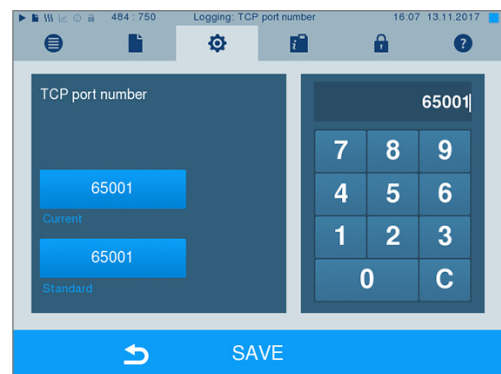 484 : 750 Logging: TCP port number 16:07 13.11.2017
i ?
TCP port number
65001
7 8 9
65001
4 5 6
Current
1 2 3
65001
0 C
Standard
SAVE